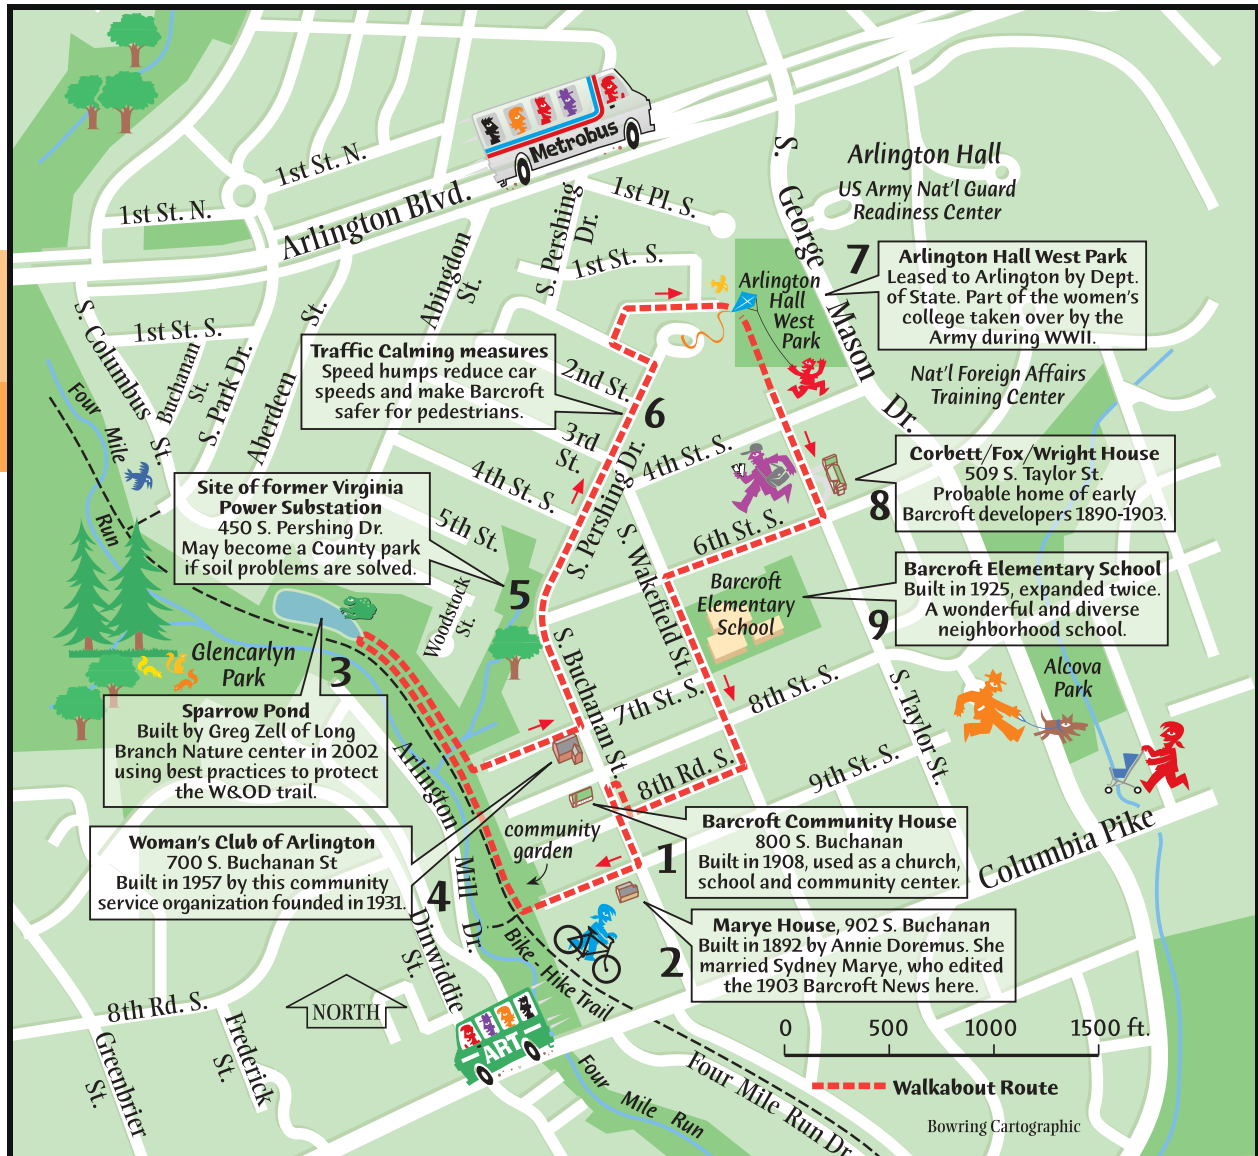 Metrobus
1st St. N.
1st St. N.
Arlington Blvd.
1st Pl. S.
S. Pershing
Dr.
1st St. S.
Abingdon
St.
S. George Mason Dr.
Arlington Hall
US Army Nat'l Guard
Readiness Center
7
Arlington Hall West Park
Leased to Arlington by Dept.
of State. Part of the women's
college taken over by the
Army during WWII.
Arlington
Hall
West
Park
S. Columbus
St.
1st St. S.
Buchanan
St.
S. Park Dr.
Aberdeen
St.
Traffic Calming measures
Speed humps reduce car
speeds and make Barcroft
safer for pedestrians.
2nd St.
6
3rd
St.
4th St. S.
4th St. S.
Nat'l Foreign Affairs
Training Center
Four
Mile
Run
Corbett/Fox/Wright House
509 S. Taylor St.
Probable home of early
Barcroft developers 1890-1903.
8
Site of former Virginia
Power Substation
450 S. Pershing Dr.
May become a County park
if soil problems are solved.
5th St.
S. Pershing Dr.
S. Wakefield St.
6th St. S.
5
Woodstock
St.
Barcroft
Elementary
School
Barcroft Elementary School
Built in 1925, expanded twice.
A wonderful and diverse
neighborhood school.
9
Glencarlyn
Park
3
Sparrow Pond
Built by Greg Zell of Long
Branch Nature center in 2002
using best practices to protect
the W&OD trail.
S. Buchanan St.
7th St. S.
8th St. S.
S. Taylor St.
Alcova
Park
8th Rd. S.
9th St. S.
Arlington
Mill
Dr.
community
garden
Woman's Club of Arlington
700 S. Buchanan St
Built in 1957 by this community
service organization founded in 1931.
4
1
Barcroft Community House
800 S. Buchanan
Built in 1908, used as a church,
school and community center.
Columbia Pike
2
Marye House, 902 S. Buchanan
Built in 1892 by Annie Doremus. She
married Sydney Marye, who edited
the 1903 Barcroft News here.
Dinwiddie
St.
Bike - Hike Trail
8th Rd. S.
NORTH
Greenbrier
St.
Frederick
St.
ART
0 500 1000 1500 ft.
Walkabout Route
Four Mile Run
Four Mile Run Dr.
Bowring Cartographic